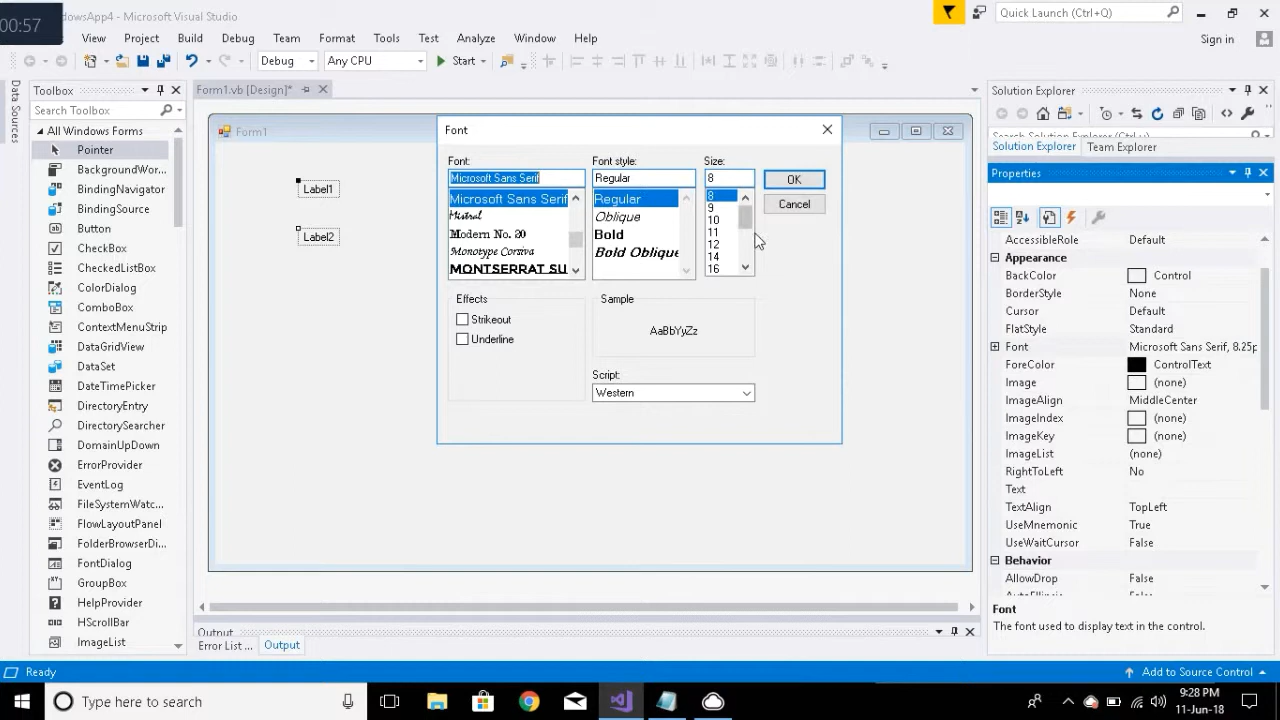 00:57
dowsApp4 - Microsoft Visual Studio
Quick Launch (Ctrl+Q)
View Project Build Debug Team Format Tools Test Analyze Window Help
Sign in
Debug Any CPU Start
Data Sources
Toolbox
Search Toolbox
All Windows Forms
Pointer
BackgroundWor...
BindingNavigator
BindingSource
Button
CheckBox
CheckedListBox
ColorDialog
ComboBox
ContextMenuStrip
DataGridView
DataSet
DateTimePicker
DirectoryEntry
DirectorySearcher
DomainUpDown
ErrorProvider
EventLog
FileSystemWatc...
FlowLayoutPanel
FolderBrowserDi...
FontDialog
GroupBox
HelpProvider
HScrollBar
ImageList
Form1.vb [Design]*
Form1
Label1
Label2
Font
Font:
Microsoft Sans Serif
Microsoft Sans Serif
Mistral
Modern No. 20
Monotype Corsiva
MONTSERRAT SU
Font style:
Regular
Regular
Oblique
Bold
Bold Oblique
Size:
8
8
9
10
11
12
14
16
OK
Cancel
Effects
Strikeout
Underline
Sample
AaBbYyZz
Script:
Western
Output
Error List ... Output
Solution Explorer
Search Solution Explorer
Solution Explorer Team Explorer
Properties
AccessibleRole Default
Appearance
BackColor Control
BorderStyle None
Cursor Default
FlatStyle Standard
Font Microsoft Sans Serif, 8.25p
ForeColor ControlText
Image (none)
ImageAlign MiddleCenter
ImageIndex (none)
ImageKey (none)
ImageList (none)
RightToLeft No
Text
TextAlign TopLeft
UseMnemonic True
UseWaitCursor False
Behavior
AllowDrop False
AutoEllipsis False
Font
The font used to display text in the control.
Ready
Add to Source Control
Type here to search
9:28 PM
11-Jun-18